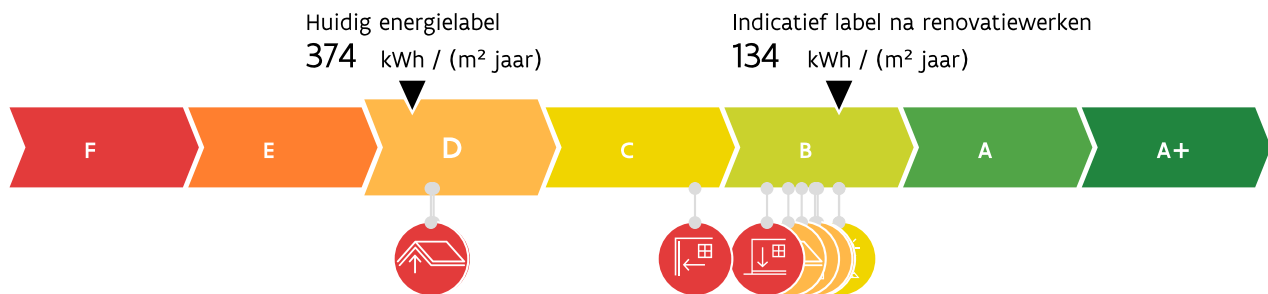 Huidig energielabel
374 kWh / (m² jaar)
Indicatief label na renovatiewerken
134 kWh / (m² jaar)
F E D C B A A+